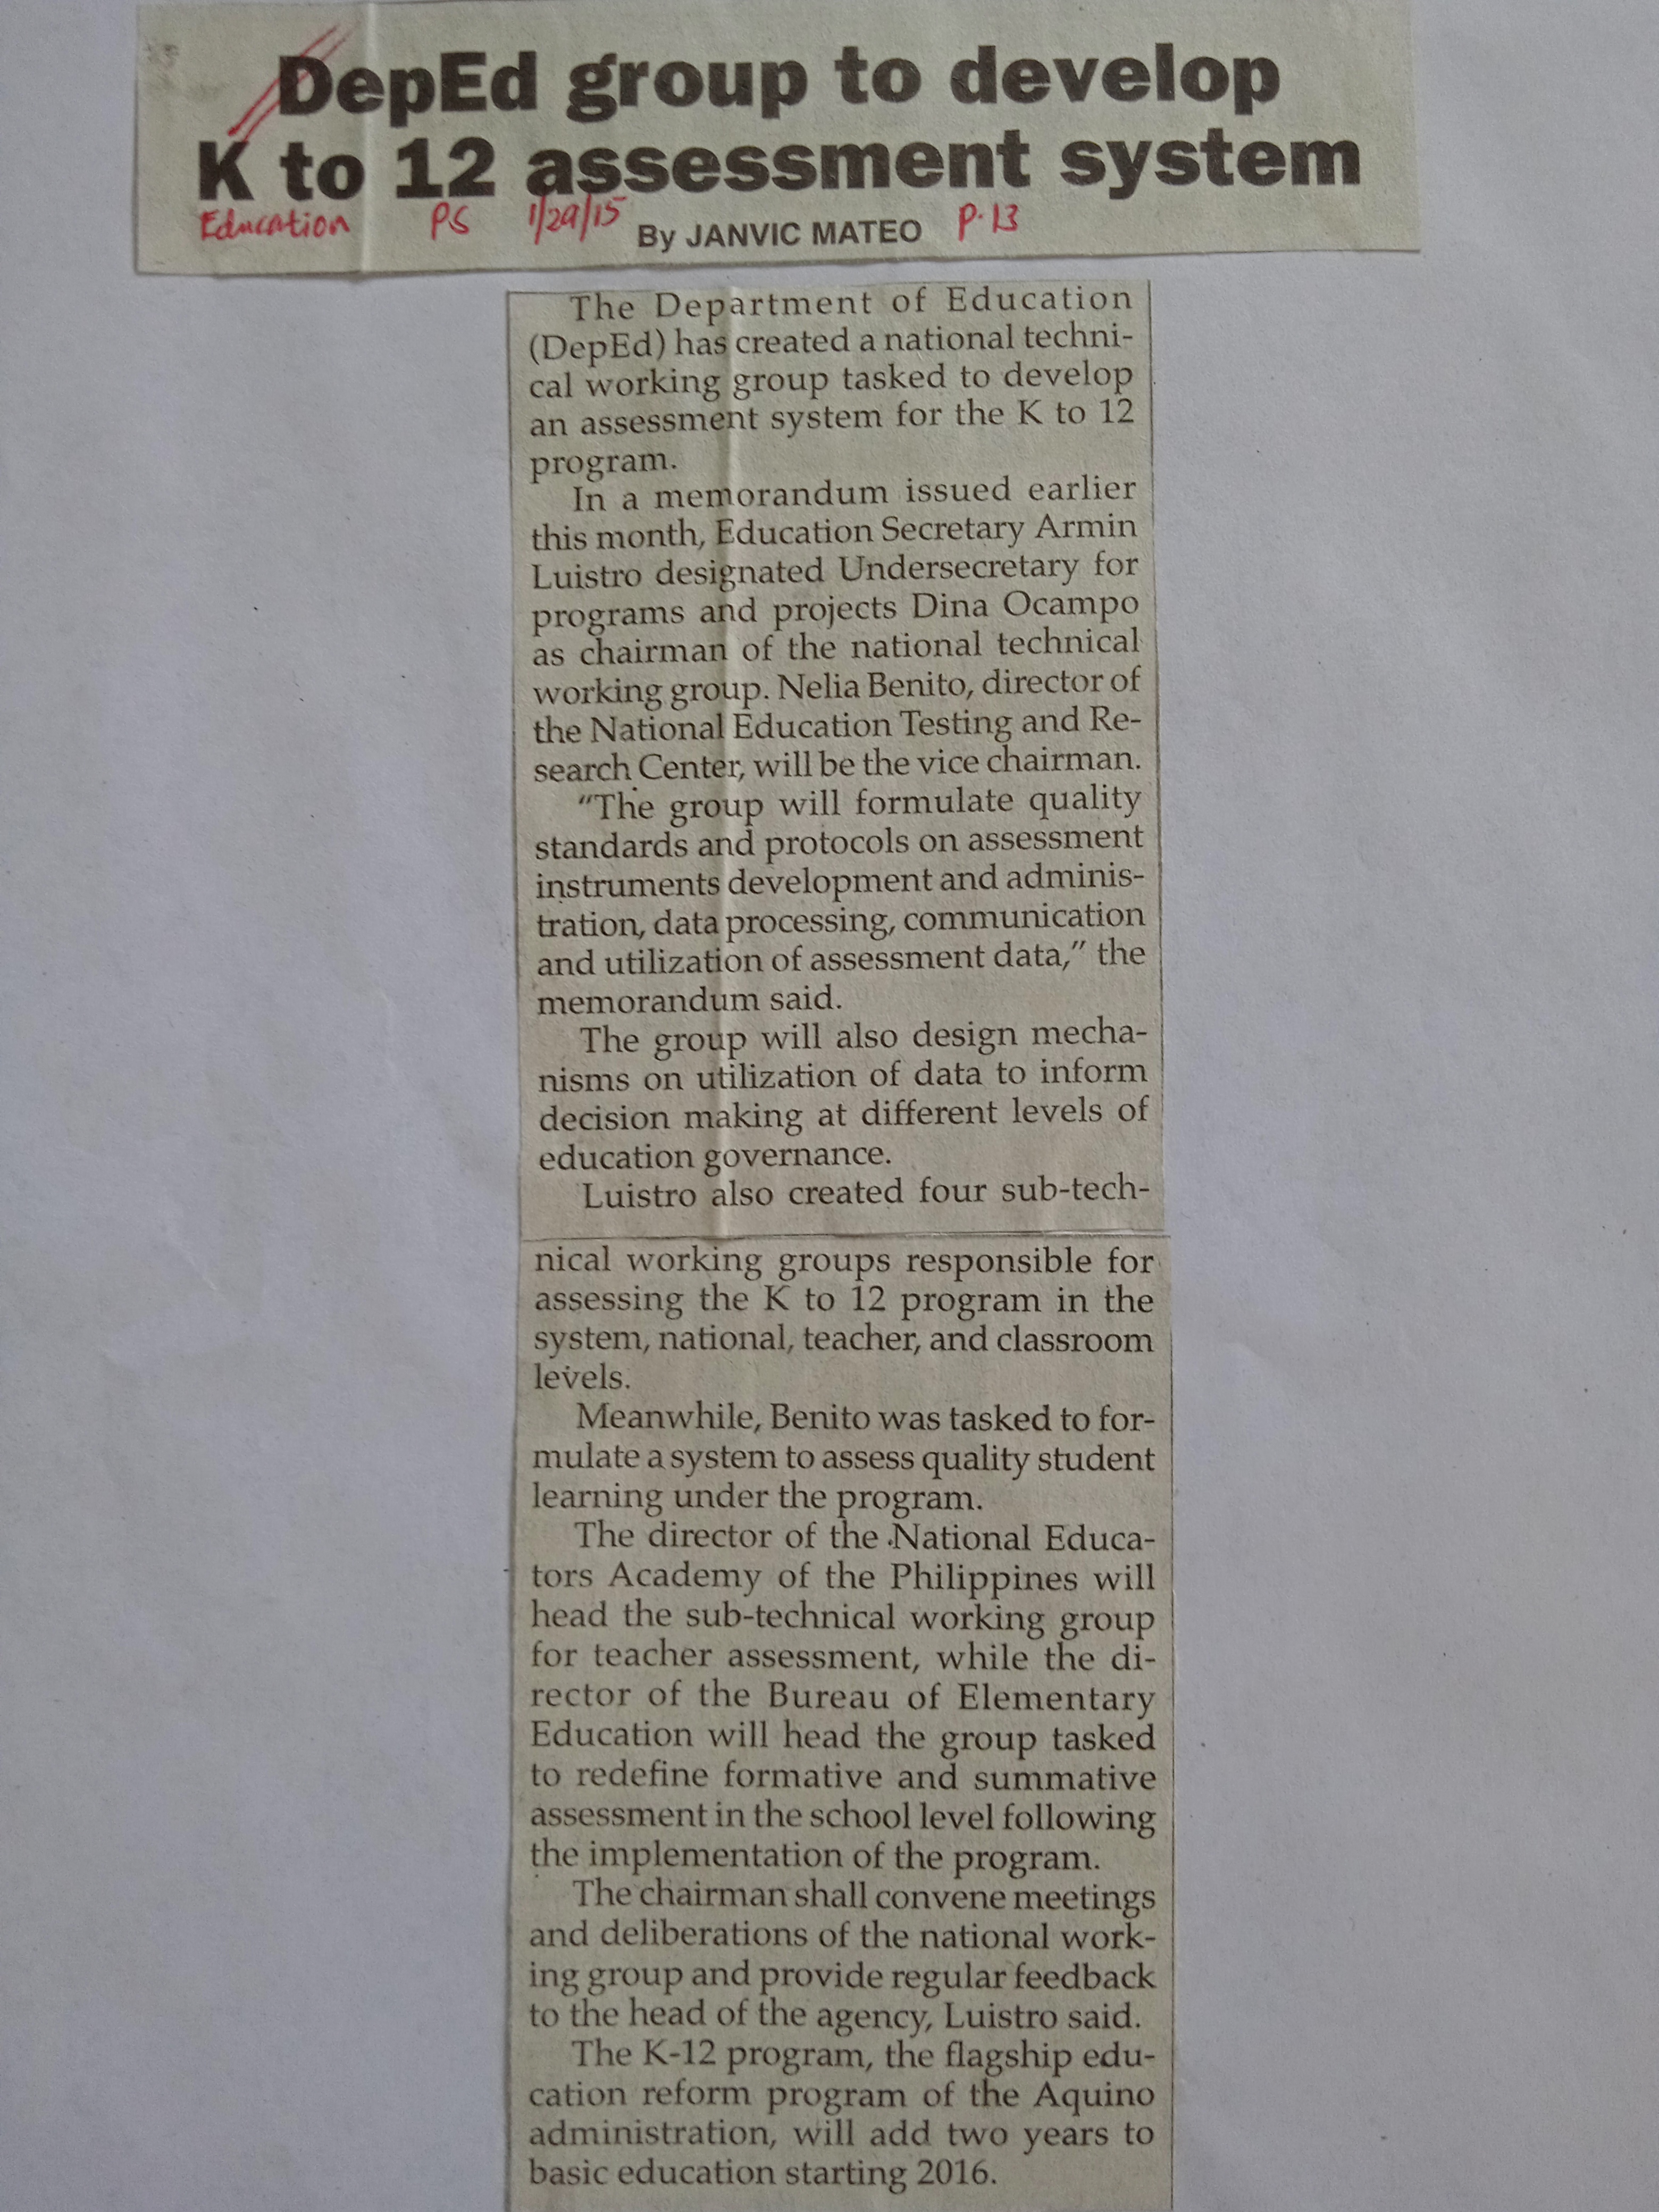 DepEd group to develop
K to 12 assessment system
Education PS 1/29/15 By JANVIC MATEO P.13
The Department of Education
(DepEd) has created a national techni-
cal working group tasked to develop
an assessment system for the K to 12
program.
In a memorandum issued earlier
this month, Education Secretary Armin
Luistro designated Undersecretary for
programs and projects Dina Ocampo
as chairman of the national technical
working group. Nelia Benito, director of
the National Education Testing and Re-
search Center, will be the vice chairman.
"The group will formulate quality
standards and protocols on assessment
instruments development and adminis-
tration, data processing, communication
and utilization of assessment data," the
memorandum said.
The group will also design mecha-
nisms on utilization of data to inform
decision making at different levels of
education governance.
Luistro also created four sub-tech-
nical working groups responsible for
assessing the K to 12 program in the
system, national, teacher, and classroom
levels.
Meanwhile, Benito was tasked to for-
mulate a system to assess quality student
learning under the program.
The director of the National Educa-
tors Academy of the Philippines will
head the sub-technical working group
for teacher assessment, while the di-
rector of the Bureau of Elementary
Education will head the group tasked
to redefine formative and summative
assessment in the school level following
the implementation of the program.
The chairman shall convene meetings
and deliberations of the national work-
ing group and provide regular feedback
to the head of the agency, Luistro said.
The K-12 program, the flagship edu-
cation reform program of the Aquino
administration, will add two years to
basic education starting 2016.